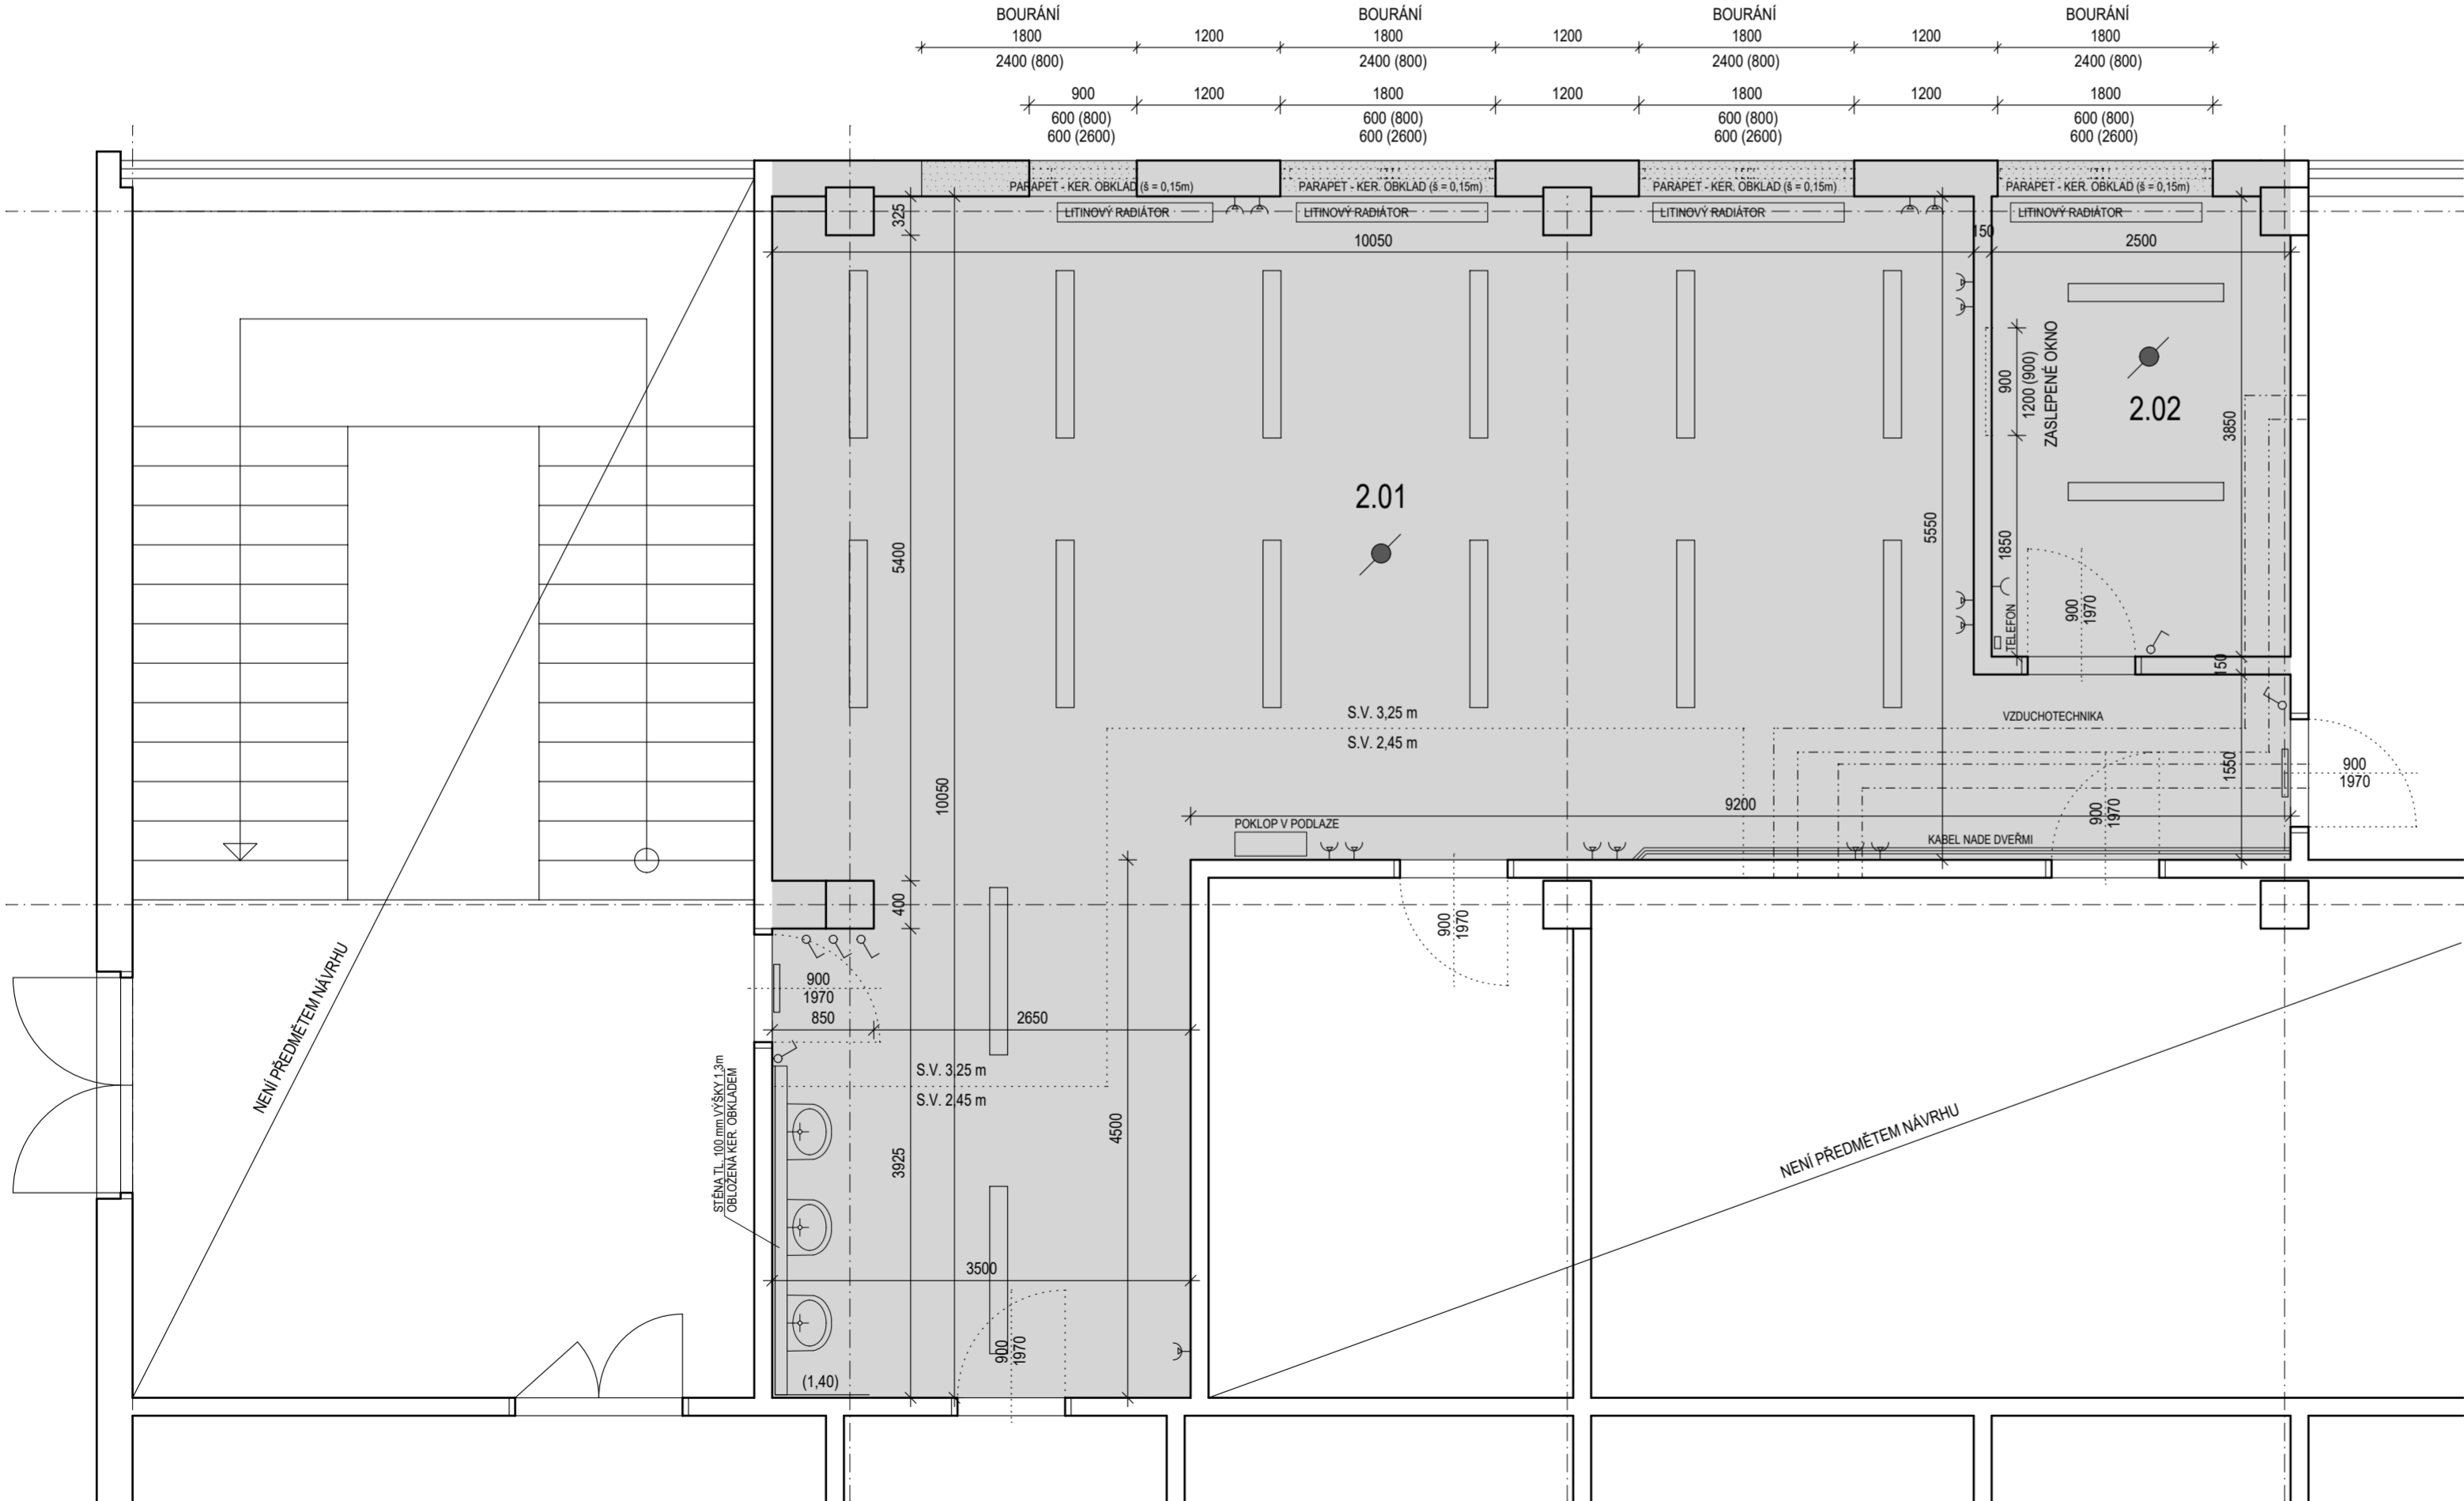 BOURÁNÍ BOURÁNÍ BOURÁNÍ BOURÁNÍ
1800 1200 1800 1200 1800 1200 1800
2400 (800) 2400 (800) 2400 (800) 2400 (800)
900 1200 1800 1200 1800 1200 1800
600 (800) 600 (800) 600 (800) 600 (800)
600 (2600) 600 (2600) 600 (2600) 600 (2600)
PARAPET - KER. OBKLAD (š = 0,15m) PARAPET - KER. OBKLAD (š = 0,15m) PARAPET - KER. OBKLAD (š = 0,15m) PARAPET - KER. OBKLAD (š = 0,15m)
LITINOVÝ RADIÁTOR LITINOVÝ RADIÁTOR LITINOVÝ RADIÁTOR LITINOVÝ RADIÁTOR
325
10050 150 2500
900
1200 (900)
ZASLEPENÉ OKNO
2.02
3850
2.01
5400
5550
1850
TELEFON
900
1970
150
S.V. 3,25 m
S.V. 2,45 m
VZDUCHOTECHNIKA
10050
1550
900
1970
9200
900
1970
POKLOP V PODLAZE
KABEL NADE DVEŘMI
400
900
1970
900
1970
850 2650
NENÍ PŘEDMĚTEM NÁVRHU
S.V. 3,25 m
S.V. 2,45 m
STĚNA TL. 100 mm VÝŠKY 1,3m
OBLOŽENÁ KER. OBKLADEM
3925
4500
NENÍ PŘEDMĚTEM NÁVRHU
3500
900
1970
(1,40)